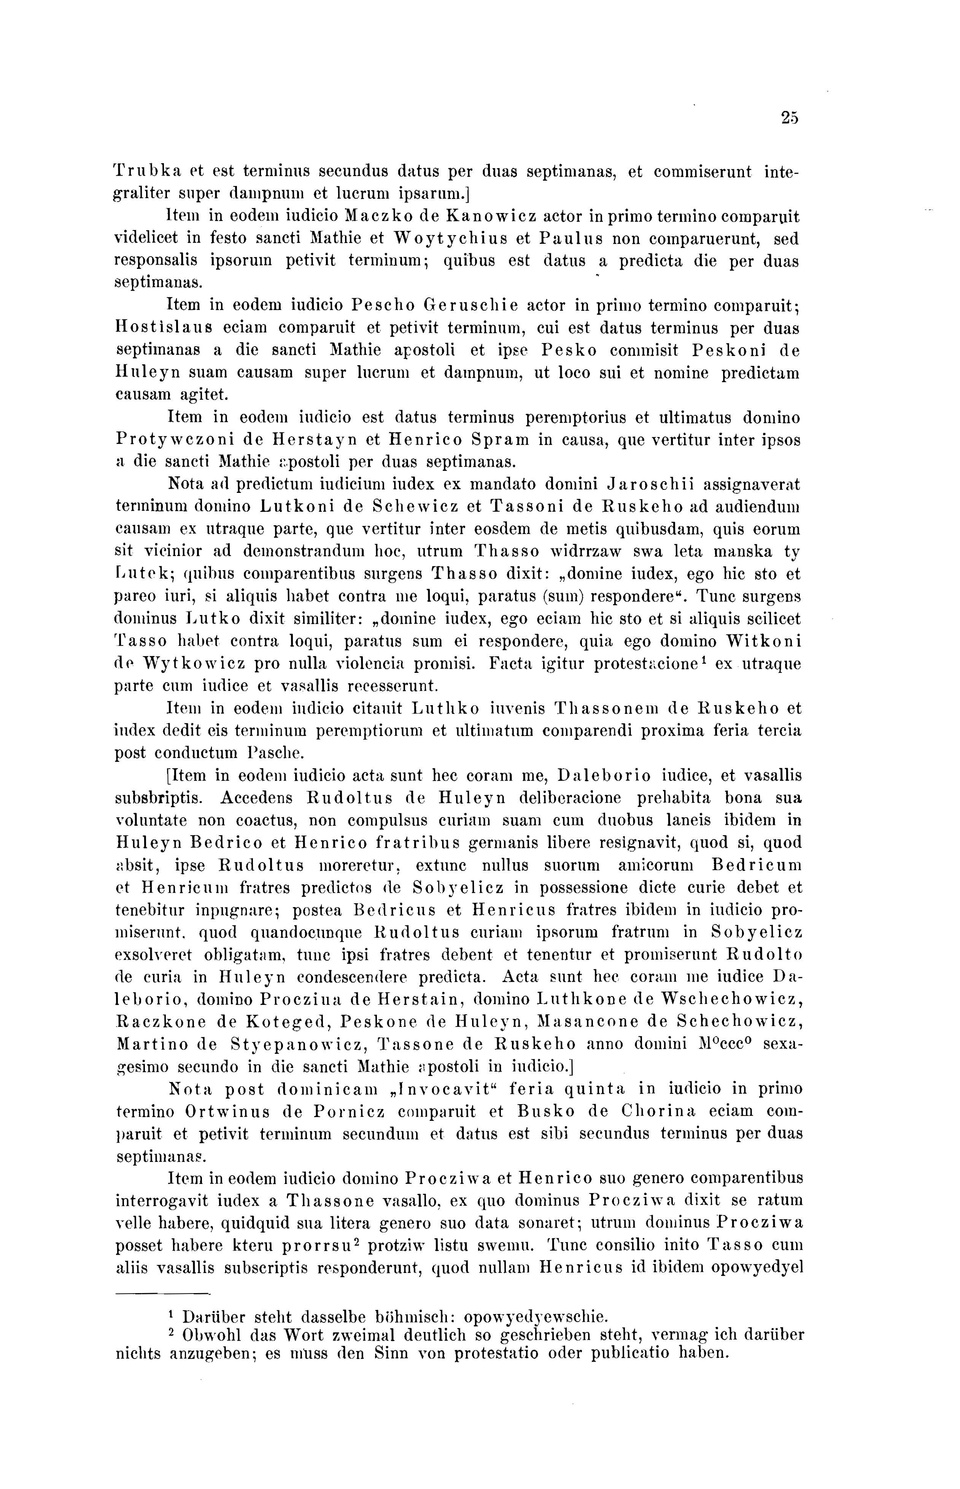 25
Trubka et est terminus secundus datus per duas septimanas, et commiserunt inte-
graliter super dampnum et lucrum ipsarum.]
Item in eodem iudicio Maczko de Kanowicz actor in primo termino comparuit
videlicet in festo sancti Mathie et Woytychius et Paulus non comparuerunt, sed
responsalis ipsorum petivit terminum; quibus est datus a predicta die per duas
septimanas.
Item in eodem iudicio Pescho Geruschie actor in primo termino comparuit;
Hostislaus eciam comparuit et petivit terminum, cui est datus terminus per duas
septimanas a die sancti Mathie apostoli et ipse Pesko commisit Peskoni de
Huleyn suam causam super lucrum et dampnum, ut loco sui et nomine predictam
causam agitet.
Item in eodem iudicio est datus terminus peremptorius et ultimatus domino
Protywczoni de Herstayn et Henrico Spram in causa, que vertitur inter ipsos
a die sancti Mathie apostoli per duas septimanas.
Nota ad predictum iudicium iudex ex mandato domini Jaroschii assignaverat
terminum domino Lutkoni de Schewicz et Tassoni de Ruskeho ad audiendum
causam ex utraque parte, que vertitur inter eosdem de metis quibusdam, quis eorum
sit vicinior ad demonstrandum hoc, utrum Thasso widrrzaw swa leta manska ty
Lutek; quibus comparentibus surgens Thasso dixit: „domine iudex, ego hic sto et
pareo iuri, si aliquis habet contra me loqui, paratus (sum) respondere“. Tunc surgens
dominus Lutko dixit similiter: „domine iudex, ego eciam hic sto et si aliquis scilicet
Tasso habet contra loqui, paratus sum ei respondere, quia ego domino Witkoni
de Wytkowicz pro nulla violencia promisi. Facta igitur protestacione¹ ex utraque
parte cum iudice et vasallis recesserunt.
Item in eodem iudicio citauit Luthko iuvenis Thassonem de Ruskeho et
iudex dedit eis terminum peremptiorum et ultimatum comparendi proxima feria tercia
post conductum Pasche.
[Item in eodem iudicio acta sunt hec coram me, Daleborio iudice, et vasallis
subsbriptis. Accedens Rudoltus de Huleyn deliberacione prehabita bona sua
voluntate non coactus, non compulsus curiam suam cum duobus laneis ibidem in
Huleyn Bedrico et Henrico fratribus germanis libere resignavit, quod si, quod
absit, ipse Rudoltus moreretur, extunc nullus suorum amicorum Bedricum
et Henricum fratres predictos de Sobyelicz in possessione dicte curie debet et
tenebitur inpugnare; postea Bedricus et Henricus fratres ibidem in iudicio pro-
miserunt, quod quandocunque Rudoltus curiam ipsorum fratrum in Sobyelicz
exsolveret obligatam, tunc ipsi fratres debent et tenentur et promiserunt Rudolto
de curia in Huleyn condescendere predicta. Acta sunt hec coram me iudice Da-
leborio, domino Procziua de Herstain, domino Luthkone de Wschechowicz,
Raczkone de Koteged, Peskone de Huleyn, Masancone de Schechowicz,
Martino de Styepanowicz, Tassone de Ruskeho anno domini M⁰ccc⁰ sexa-
gesimo secundo in die sancti Mathie apostoli in iudicio.]
Nota post dominicam „Invocavit“ feria quinta in iudicio in primo
termino Ortwinus de Pornicz comparuit et Busko de Chorina eciam com-
paruit et petivit terminum secundum et datus est sibi secundus terminus per duas
septimanas.
Item in eodem iudicio domino Procziwa et Henrico suo genero comparentibus
interrogavit iudex a Thassone vasallo, ex quo dominus Procziwa dixit se ratum
velle habere, quidquid sua litera genero suo data sonaret; utrum dominus Procziwa
posset habere kteru prorrsu² protziw listu swemu. Tunc consilio inito Tasso cum
aliis vasallis subscriptis responderunt, quod nullam Henricus id ibidem opowyedyel
¹ Darüber steht dasselbe böhmisch: opowyedyewschie.
² Obwohl das Wort zweimal deutlich so geschrieben steht, vermag ich darüber
nichts anzugeben; es muss den Sinn von protestatio oder publicatio haben.